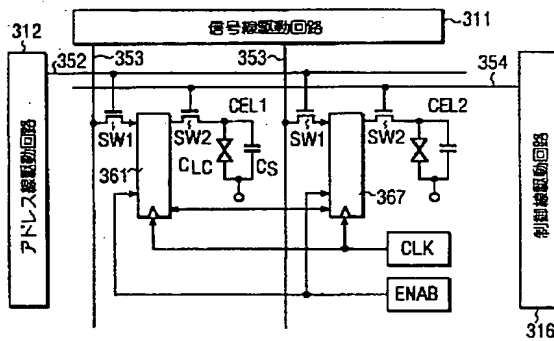 信号線駆動回路
311
312
352
353
353
354
アドレス線駆動回路
制御線駆動回路
SW1
SW2
CEL1
SW1
SW2
CEL2
361
CLC
CS
367
CLK
ENAB
316